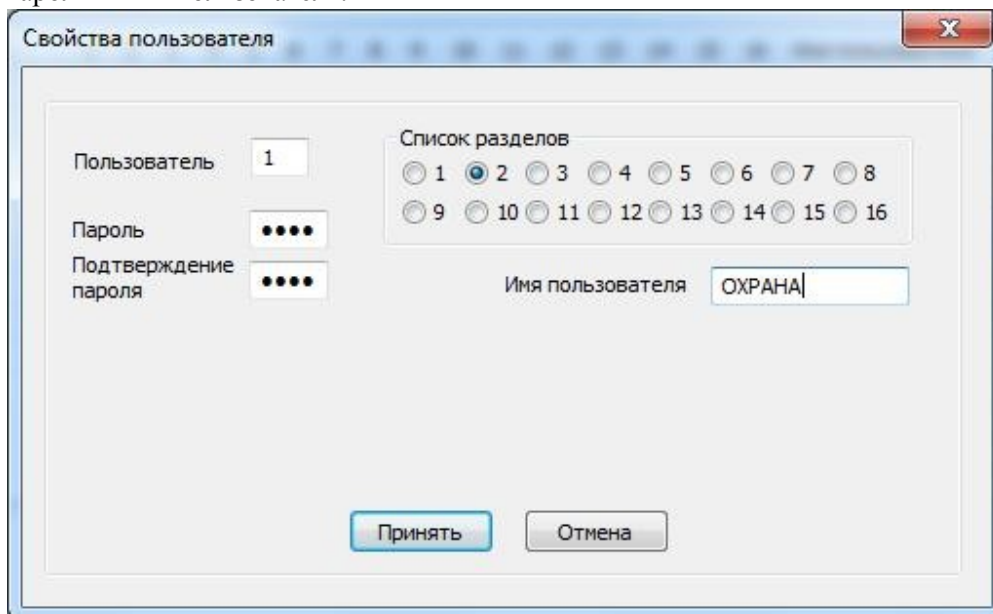 Свойства пользователя
Список разделов
Пользователь 1
1 2 3 4 5 6 7 8
9 10 11 12 13 14 15 16
Пароль ••••
Подтверждение
пароля ••••
Имя пользователя ОХРАНА
Принять Отмена